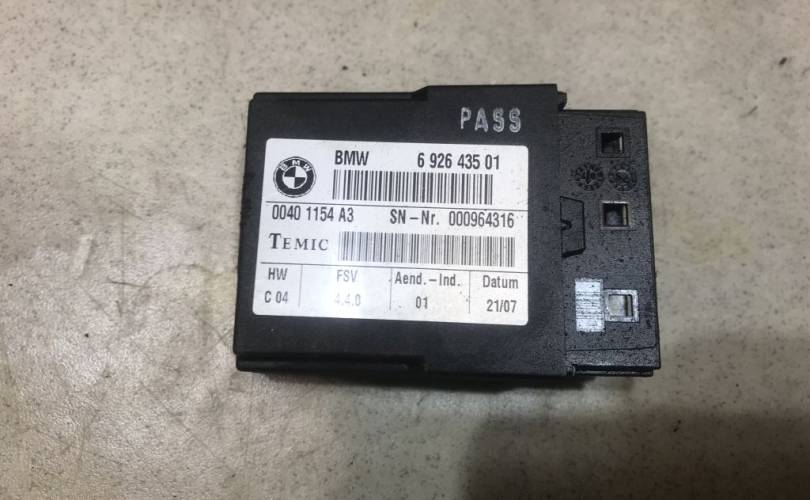 PASS
BMW
BMW 6 926 435 01
0040 1154 A3 SN-Nr. 000964316
TEMIC
HW FSV Aend.-Ind. Datum
C 04 4.4.0 01 21/07